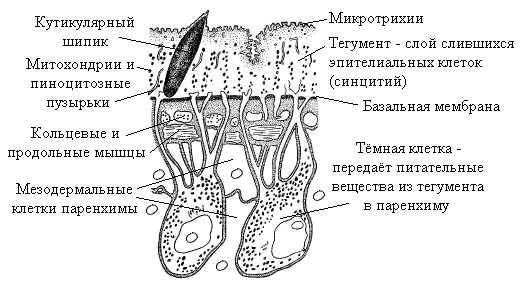 Кутикулярный
шипик
Митохондрии и
пиноцитозные
пузырьки
Кольцевые и
продольные мышцы
Мезодермальные
клетки паренхимы
Микротрихии
Тегумент - слой слившихся
эпителиальных клеток
(синцитий)
Базальная мембрана
Тёмная клетка -
передаёт питательные
вещества из тегумента
в паренхиму